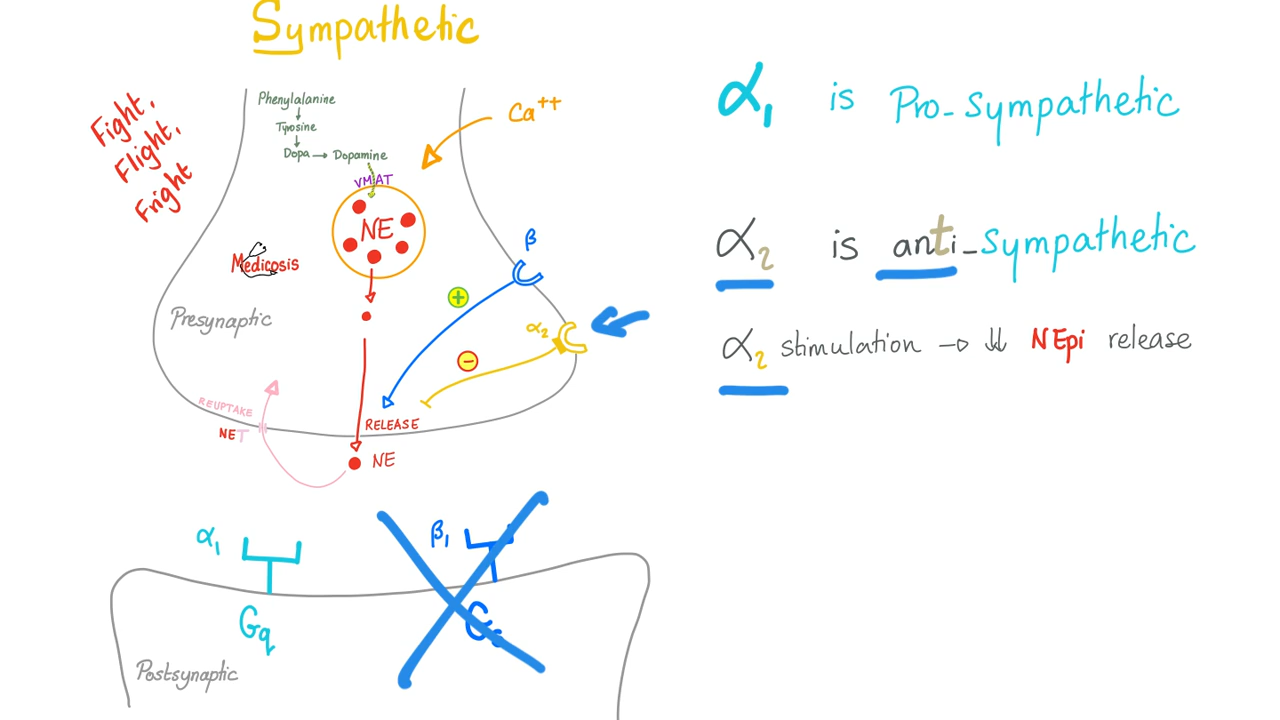 Sympathetic
Fight,
Flight,
Fright
Phenylalanine
Tyrosine
Dopa → Dopamine
VMAT
Ca++
NE
Medicosis
Presynaptic
β
+
α2
−
REUPTAKE
NET
RELEASE
NE
α1
β1
Gq
Postsynaptic
α1 is Pro-Sympathetic
α2 is anti-Sympathetic
α2 stimulation → ↓↓ NEpi release